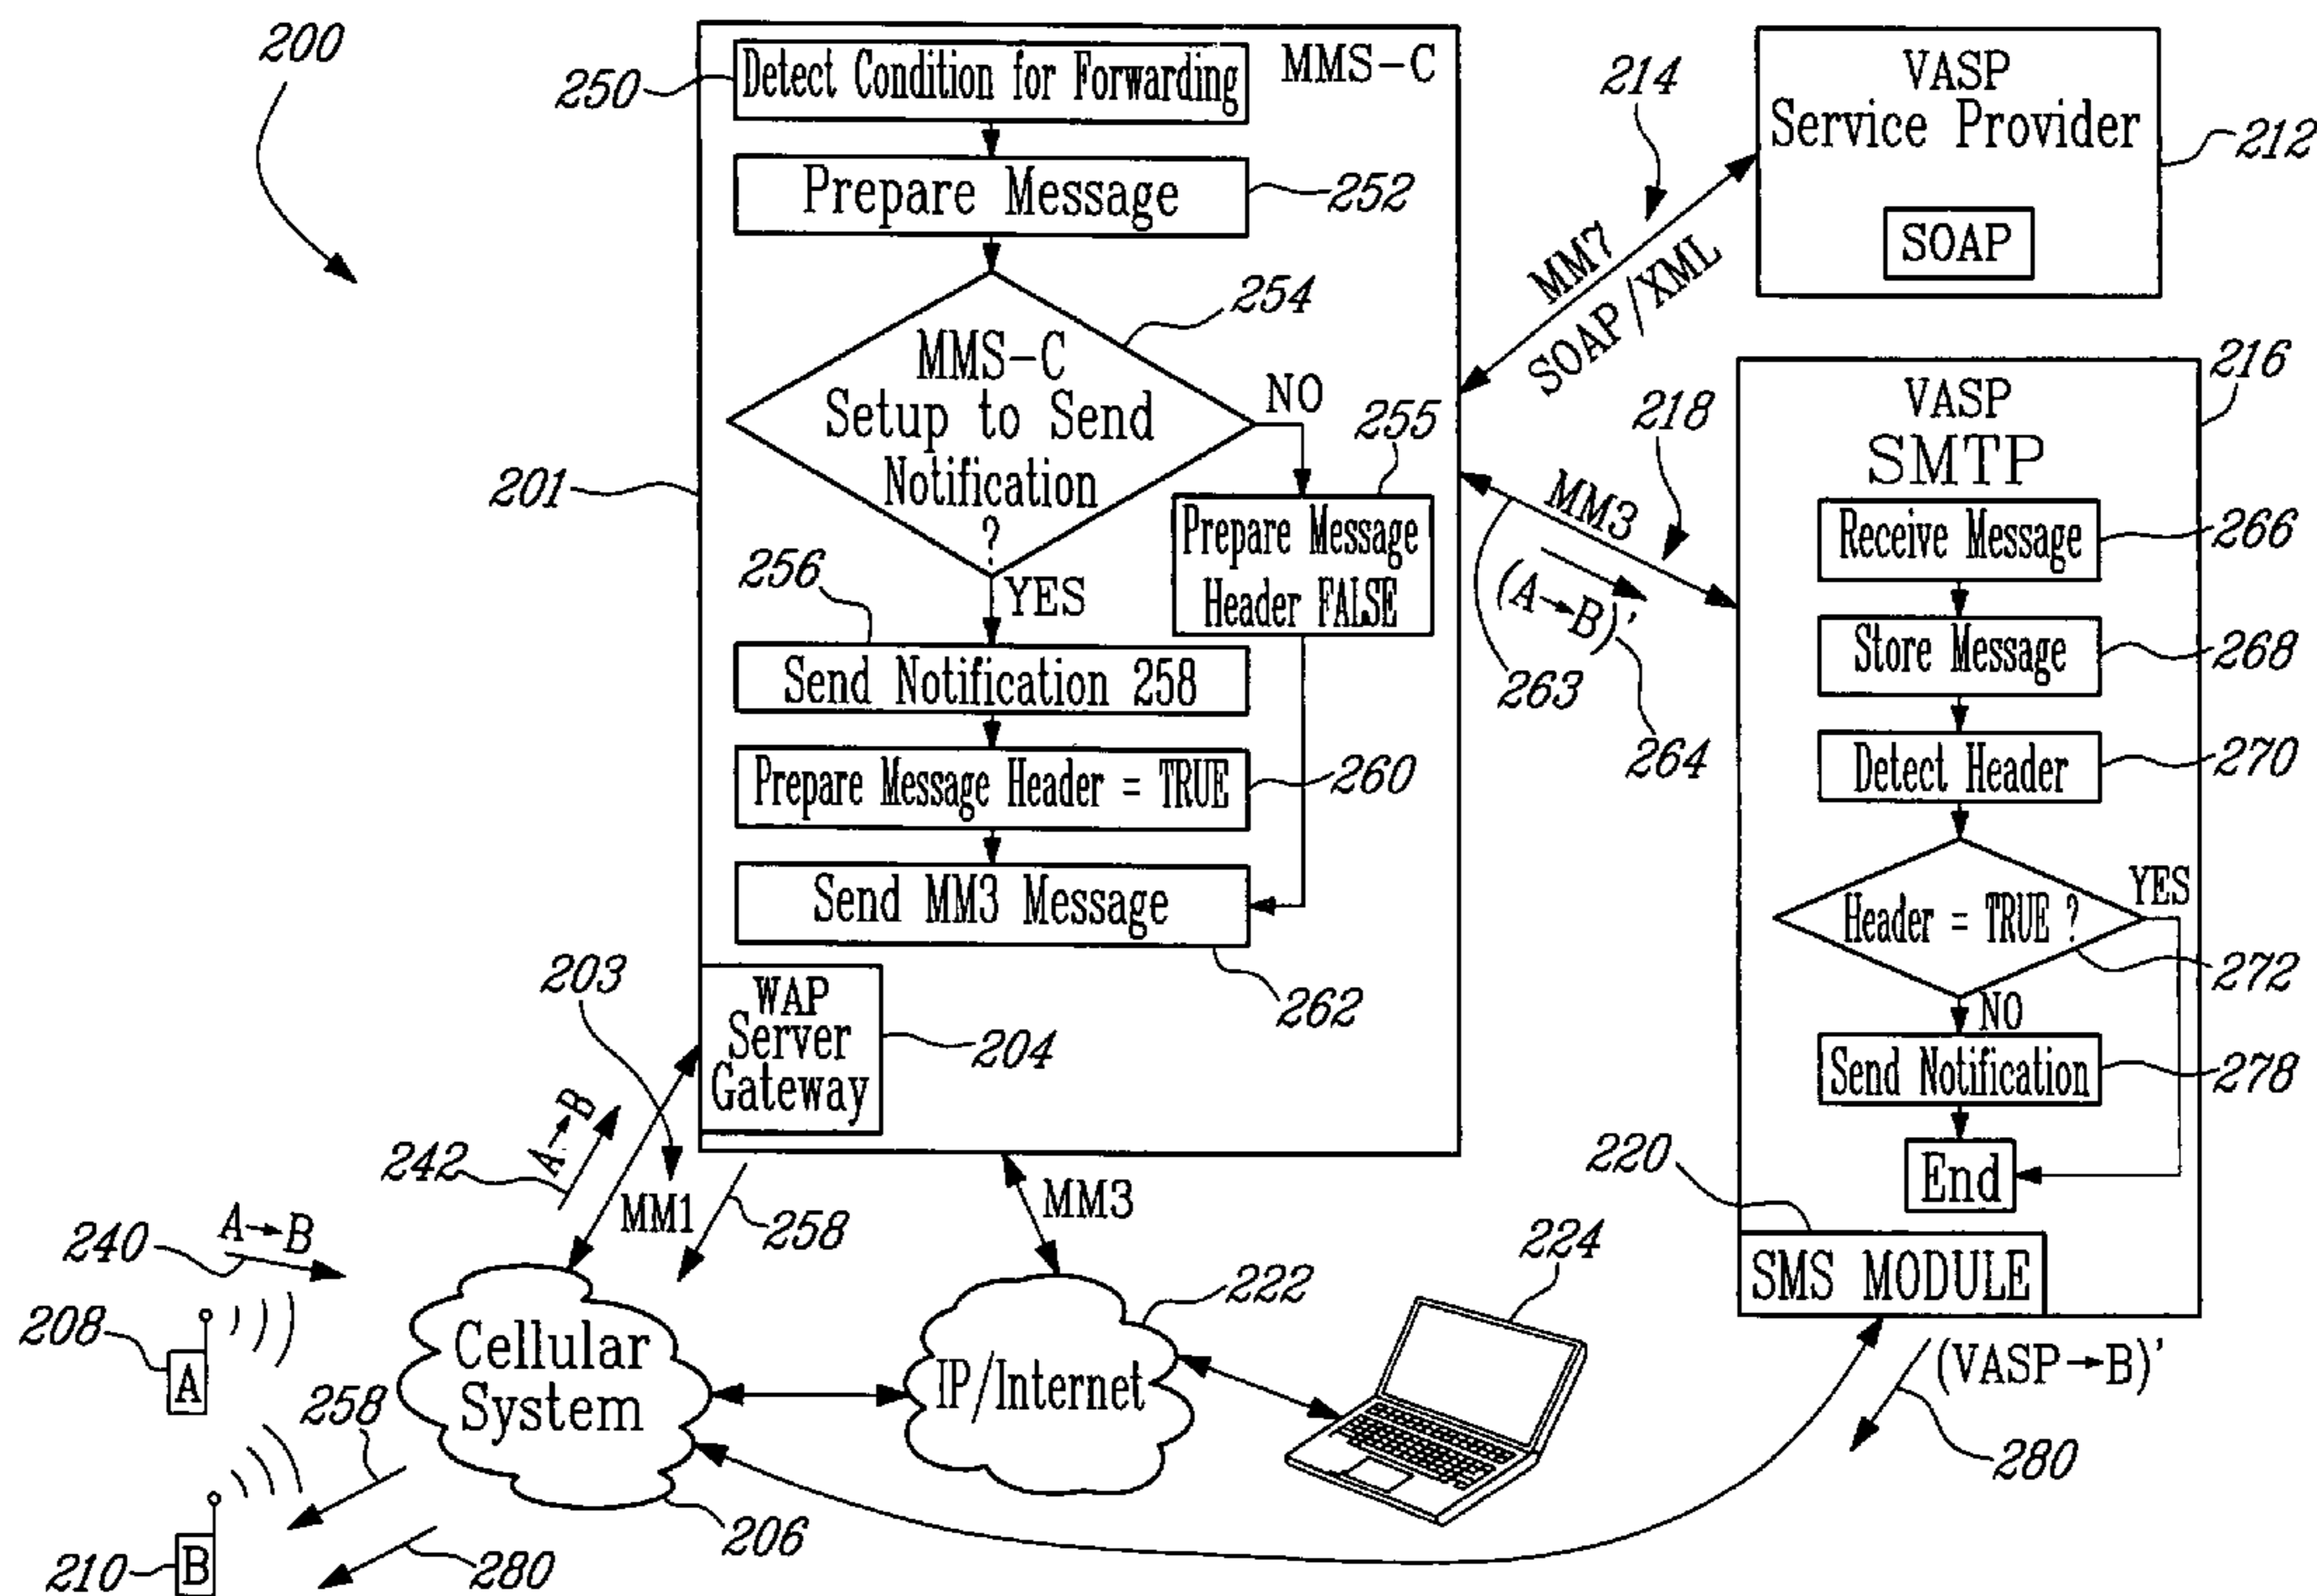 200
250
Detect Condition for Forwarding
MMS-C
Prepare Message
252
254
MMS-C
Setup to Send
Notification
?
NO
255
Prepare Message
Header FALSE
201
256
YES
Send Notification 258
Prepare Message Header = TRUE
260
Send MM3 Message
262
203
WAP
Server
Gateway
204
214
MM7
SOAP/XML
VASP
Service Provider
212
SOAP
218
MM3
(A→B)'
263
264
216
VASP
SMTP
Receive Message
266
Store Message
268
Detect Header
270
Header = TRUE ?
YES
272
NO
Send Notification
278
End
220
SMS MODULE
(VASP→B)'
280
242
A→B
MM1
258
MM3
240
A→B
208
A
Cellular
System
206
IP/Internet
222
224
258
210
B
280